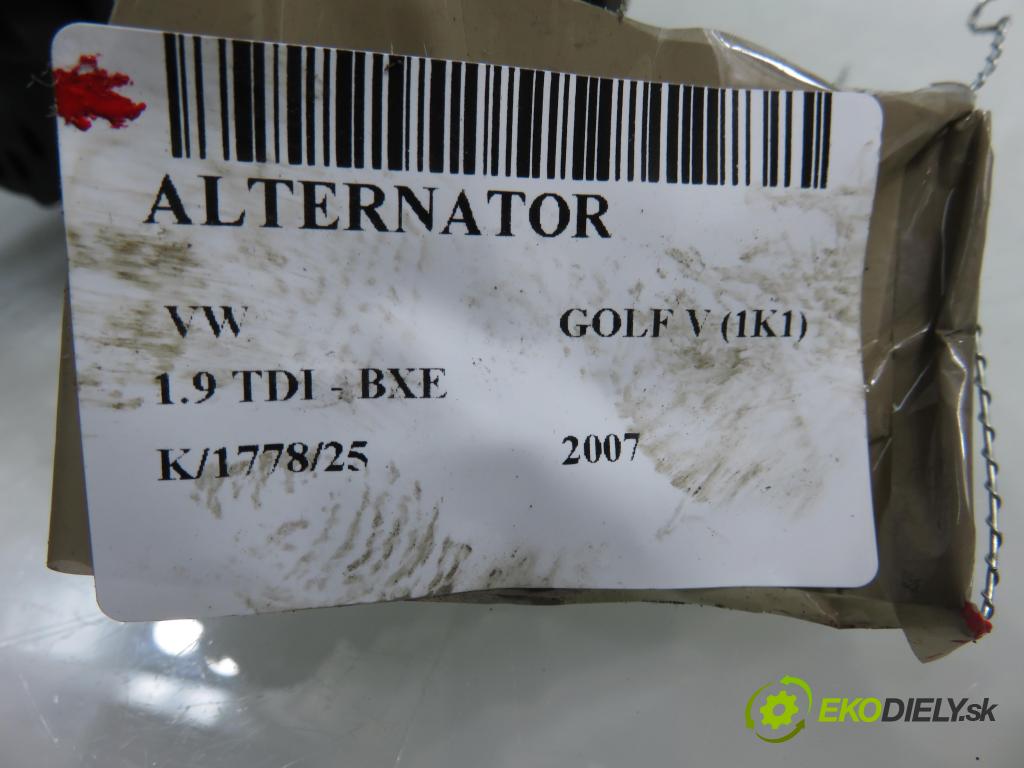 ALTERNATOR
VW GOLF V (1K1)
1.9 TDI - BXE
K/1778/25 2007
EKODIELY.sk